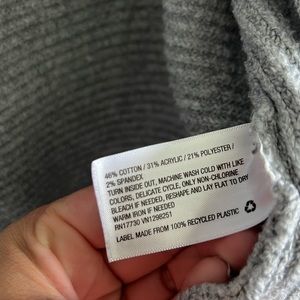 46% COTTON / 31% ACRYLIC / 21% POLYESTER /
2% SPANDEX
TURN INSIDE OUT, MACHINE WASH COLD WITH LIKE
COLORS, DELICATE CYCLE, ONLY NON-CHLORINE
BLEACH IF NEEDED, RESHAPE AND LAY FLAT TO DRY
WARM IRON IF NEEDED
RN17730 VN1298251
LABEL MADE FROM 100% RECYCLED PLASTIC